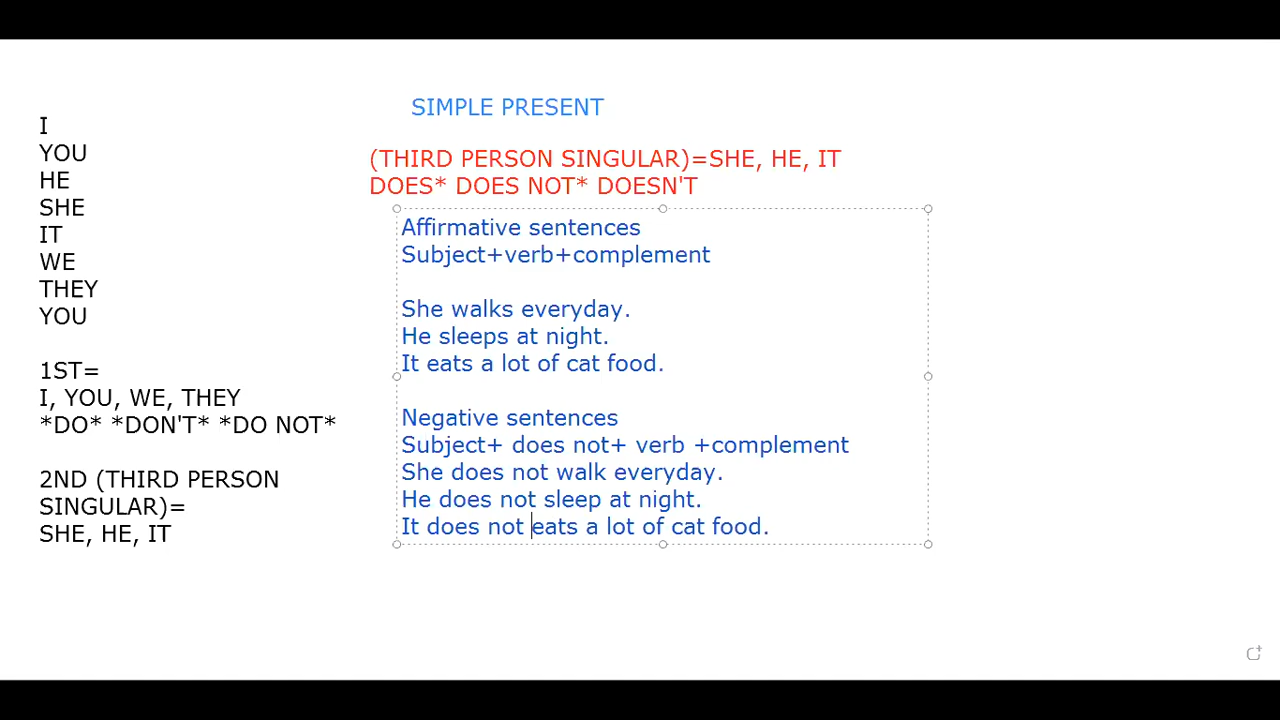 I
YOU
HE
SHE
IT
WE
THEY
YOU
1ST=
I, YOU, WE, THEY
*DO* *DON'T* *DO NOT*
2ND (THIRD PERSON
SINGULAR)=
SHE, HE, IT
SIMPLE PRESENT
(THIRD PERSON SINGULAR)=SHE, HE, IT
DOES* DOES NOT* DOESN'T
Affirmative sentences
Subject+verb+complement
She walks everyday.
He sleeps at night.
It eats a lot of cat food.
Negative sentences
Subject+ does not+ verb +complement
She does not walk everyday.
He does not sleep at night.
It does not eats a lot of cat food.